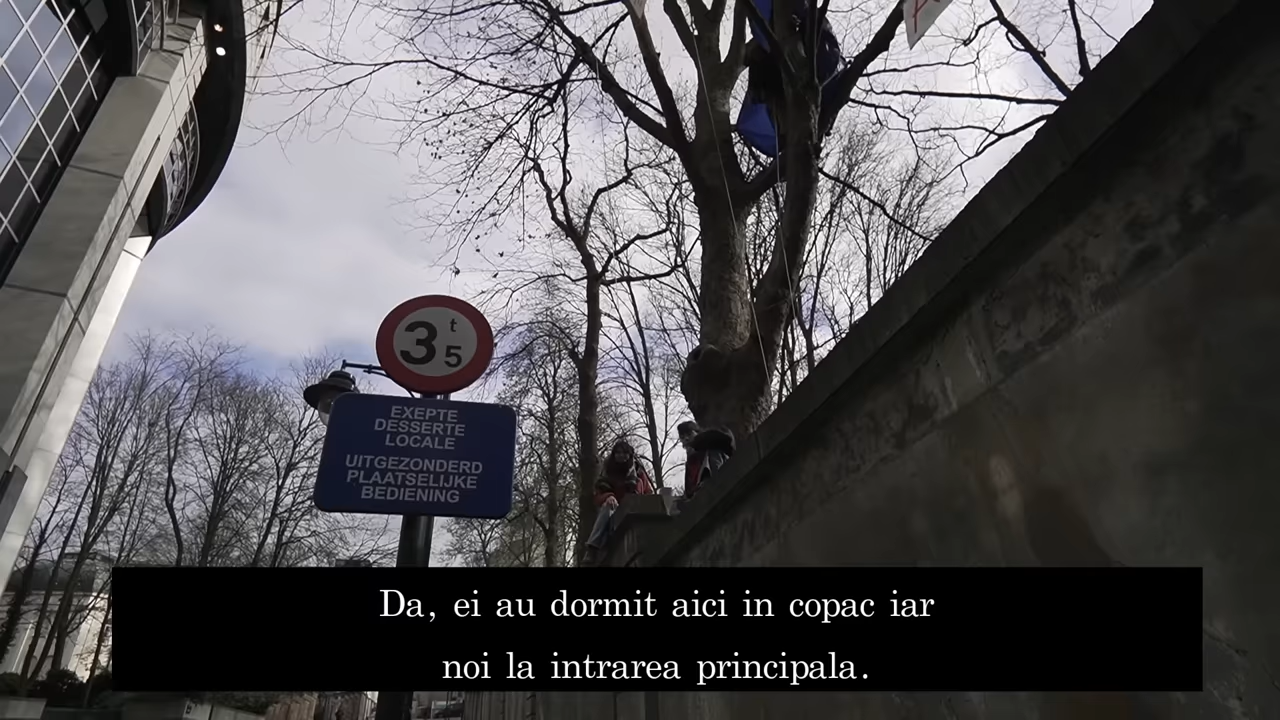 3 t 5
EXEPTE
DESSERTE
LOCALE
UITGEZONDERD
PLAATSELIJKE
BEDIENING
Da, ei au dormit aici in copac iar
noi la intrarea principala.